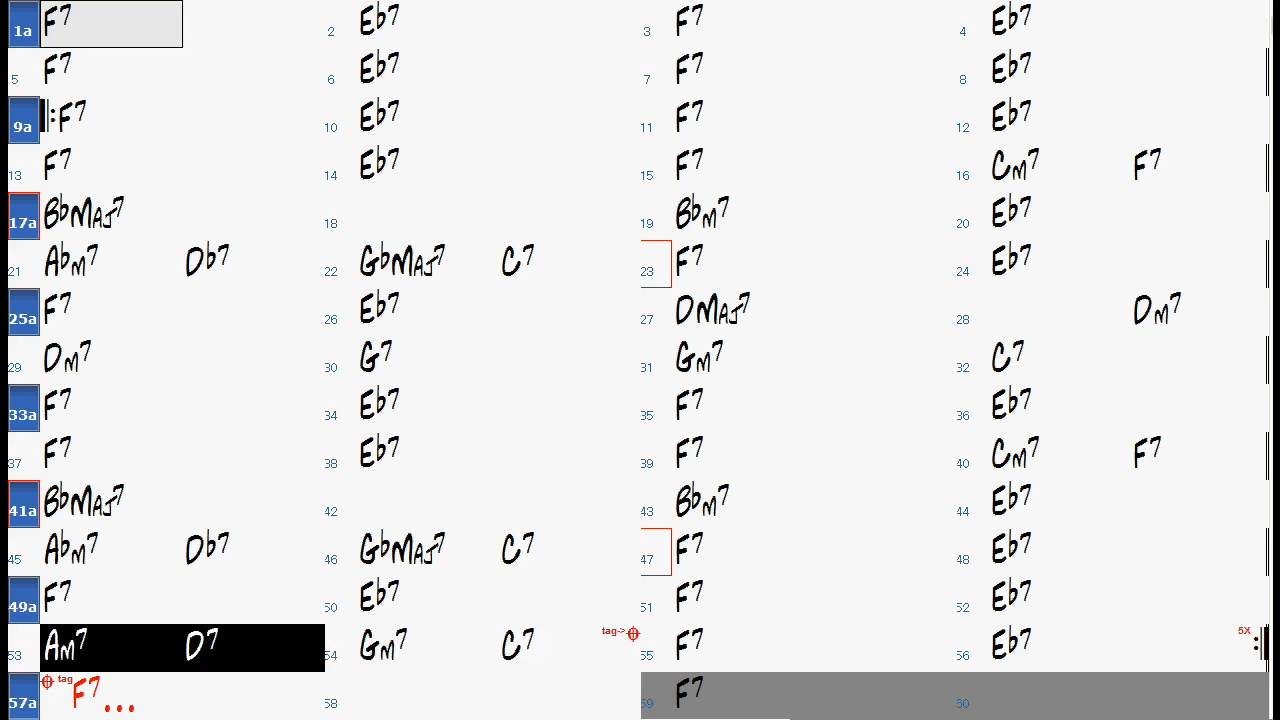 1a F7 2 Eb7 3 F7 4 Eb7
5 F7 6 Eb7 7 F7 8 Eb7
9a F7 10 Eb7 11 F7 12 Eb7
13 F7 14 Eb7 15 F7 16 Cm7 F7
17a BbMAJ7 18 19 Bbm7 20 Eb7
21 Abm7 Db7 22 GbMAJ7 C7 23 F7 24 Eb7
25a F7 26 Eb7 27 DMAJ7 28 Dm7
29 Dm7 30 G7 31 Gm7 32 C7
33a F7 34 Eb7 35 F7 36 Eb7
37 F7 38 Eb7 39 F7 40 Cm7 F7
41a BbMAJ7 42 43 Bbm7 44 Eb7
45 Abm7 Db7 46 GbMAJ7 C7 47 F7 48 Eb7
49a F7 50 Eb7 51 F7 52 Eb7
53 Am7 D7 54 Gm7 C7 tag-> 55 F7 56 Eb7 5X
57a tag F7... 58 59 F7 60